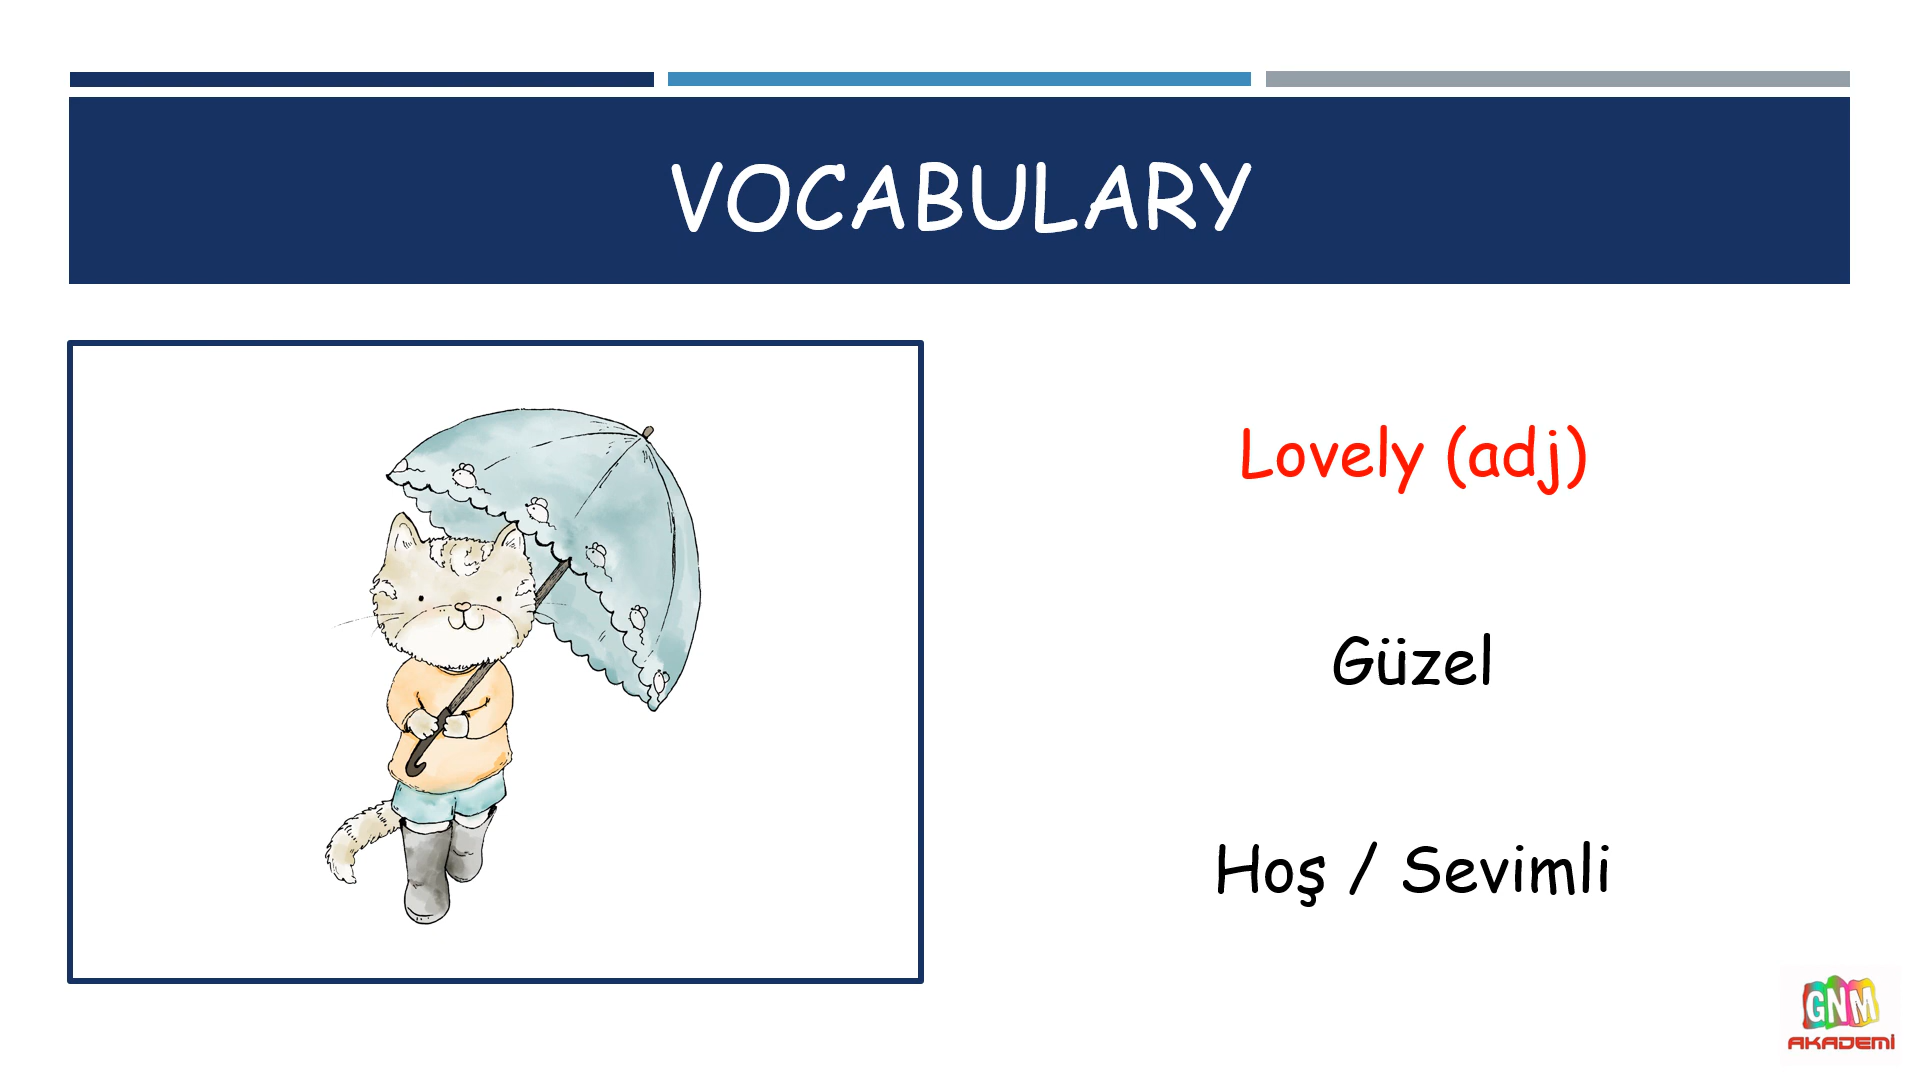 VOCABULARY
Lovely (adj)
Güzel
Hoş / Sevimli
GNM
AKADEMİ